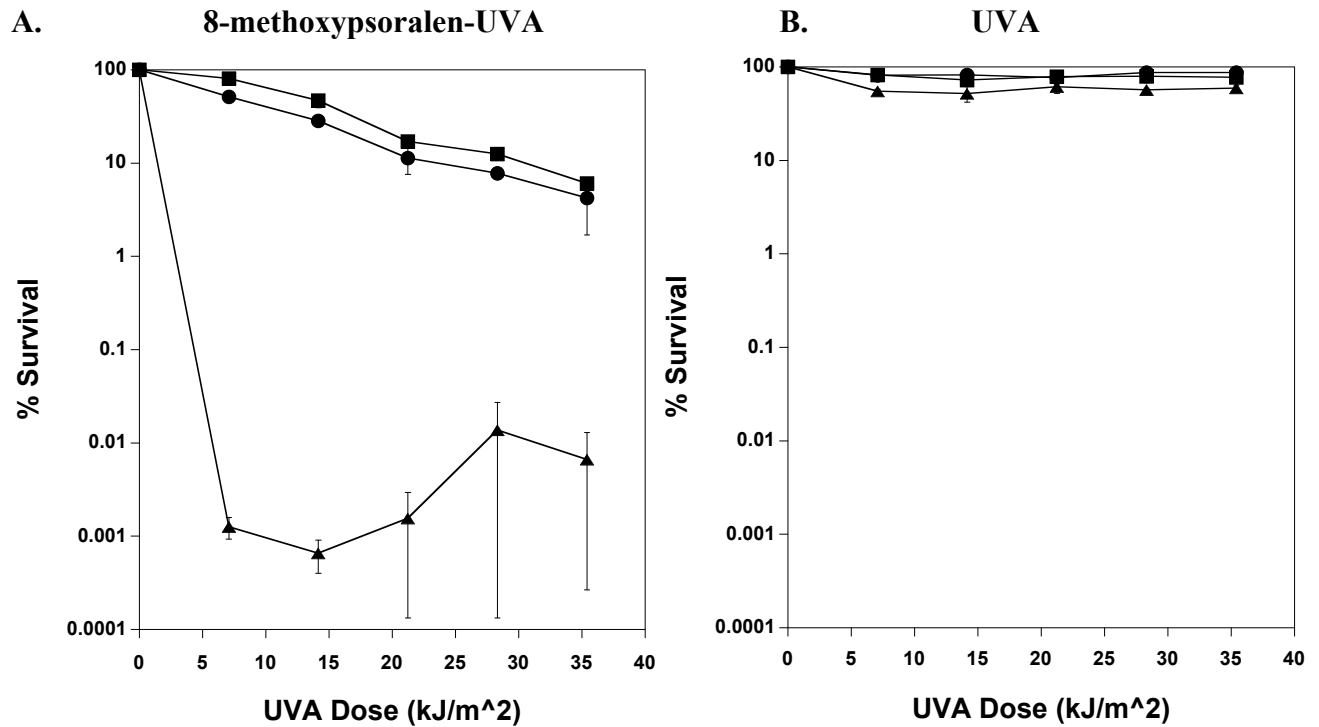 A. 8-methoxypsoralen-UVA
100
10
1
0.1
0.01
0.001
0.0001
% Survival
0 5 10 15 20 25 30 35 40
UVA Dose (kJ/m^2)
B. UVA
100
10
1
0.1
0.01
0.001
0.0001
% Survival
0 5 10 15 20 25 30 35 40
UVA Dose (kJ/m^2)